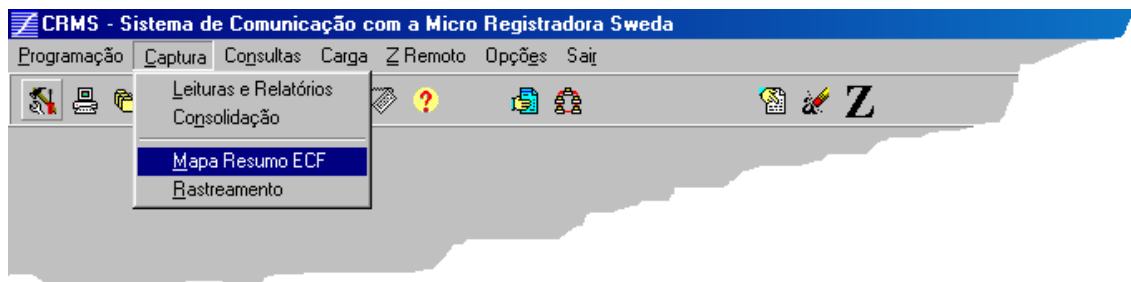 CRMS - Sistema de Comunicação com a Micro Registradora Sweda
Programação Captura Consultas Carga Z Remoto Opções Sair
? Z
Leituras e Relatórios
Consolidação
Mapa Resumo ECF
Rastreamento